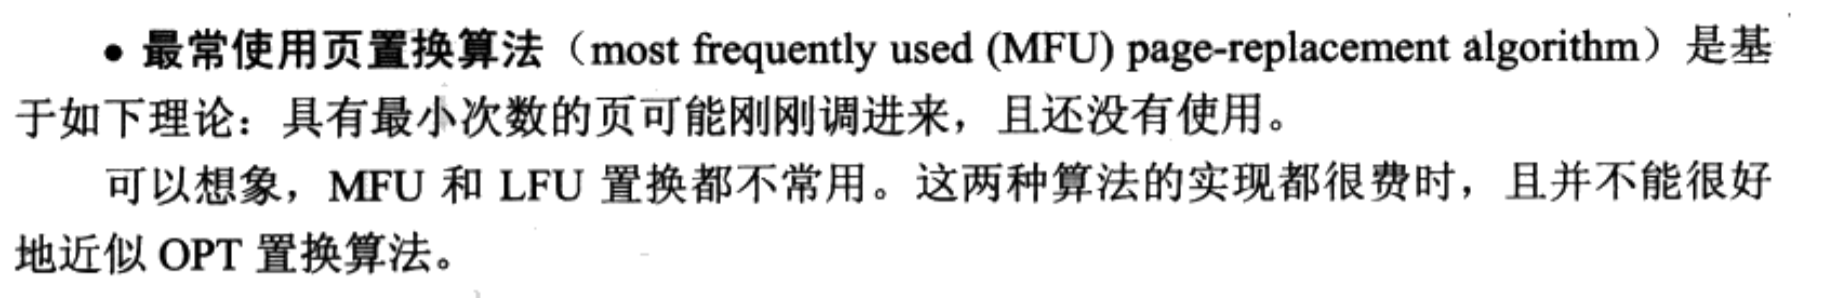 • 最常使用页置换算法（most frequently used (MFU) page-replacement algorithm）是基
于如下理论：具有最小次数的页可能刚刚调进来，且还没有使用。
可以想象，MFU 和 LFU 置换都不常用。这两种算法的实现都很费时，且并不能很好
地近似 OPT 置换算法。